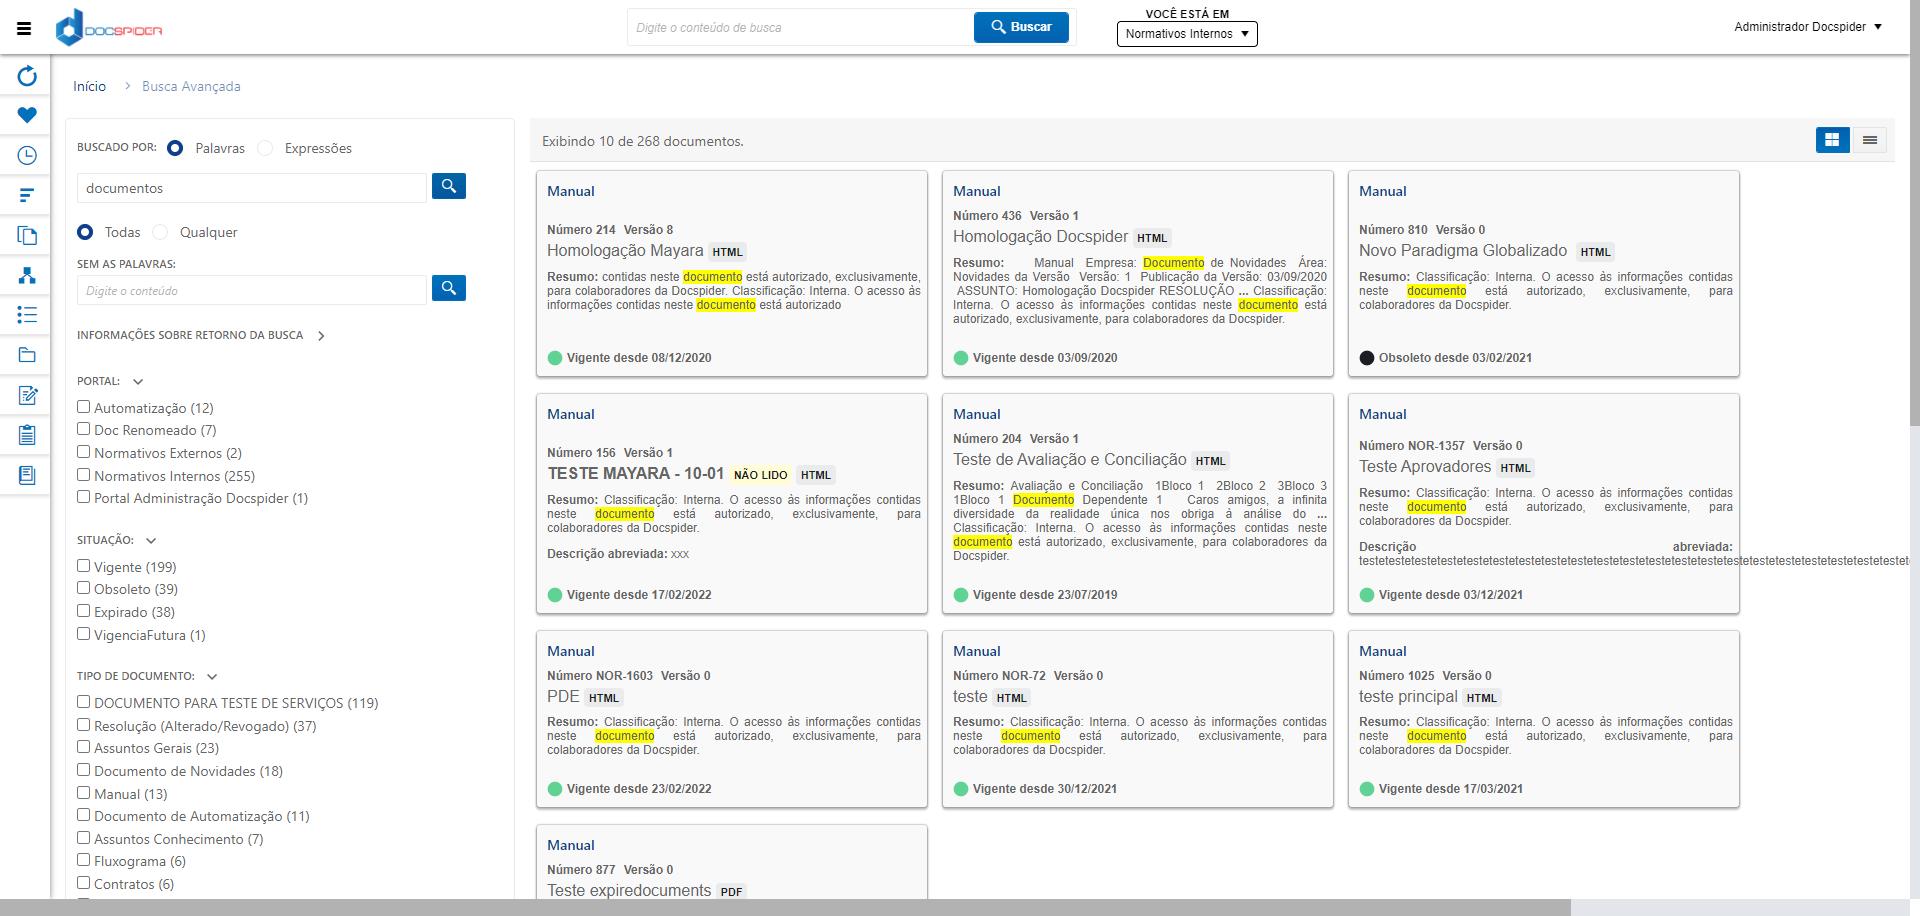 DOCSPIDER
Digite o conteúdo de busca
Buscar
VOCÊ ESTÁ EM
Normativos Internos
Administrador Docspider
Início > Busca Avançada
BUSCADO POR: Palavras Expressões
documentos
Todas Qualquer
SEM AS PALAVRAS:
Digite o conteúdo
INFORMAÇÕES SOBRE RETORNO DA BUSCA
PORTAL:
Automatização (12)
Doc Renomeado (7)
Normativos Externos (2)
Normativos Internos (255)
Portal Administração Docspider (1)
SITUAÇÃO:
Vigente (199)
Obsoleto (39)
Expirado (38)
VigenciaFutura (1)
TIPO DE DOCUMENTO:
DOCUMENTO PARA TESTE DE SERVIÇOS (119)
Resolução (Alterado/Revogado) (37)
Assuntos Gerais (23)
Documento de Novidades (18)
Manual (13)
Documento de Automatização (11)
Assuntos Conhecimento (7)
Fluxograma (6)
Contratos (6)
Exibindo 10 de 268 documentos.
Manual
Número 214 Versão 8
Homologação Mayara HTML
Resumo: contidas neste documento está autorizado, exclusivamente,
para colaboradores da Docspider. Classificação: Interna. O acesso às
informações contidas neste documento está autorizado
Vigente desde 08/12/2020
Manual
Número 436 Versão 1
Homologação Docspider HTML
Resumo: Manual Empresa: Documento de Novidades Área:
Novidades da Versão Versão: 1 Publicação da Versão: 03/09/2020
ASSUNTO: Homologação Docspider RESOLUÇÃO ... Classificação:
Interna. O acesso às informações contidas neste documento está
autorizado, exclusivamente, para colaboradores da Docspider.
Vigente desde 03/09/2020
Manual
Número 810 Versão 0
Novo Paradigma Globalizado HTML
Resumo: Classificação: Interna. O acesso às informações contidas
neste documento está autorizado, exclusivamente, para
colaboradores da Docspider.
Obsoleto desde 03/02/2021
Manual
Número 156 Versão 1
TESTE MAYARA - 10-01 NÃO LIDO HTML
Resumo: Classificação: Interna. O acesso às informações contidas
neste documento está autorizado, exclusivamente, para
colaboradores da Docspider.
Descrição abreviada: xxx
Vigente desde 17/02/2022
Manual
Número 204 Versão 1
Teste de Avaliação e Conciliação HTML
Resumo: Avaliação e Conciliação 1Bloco 1 2Bloco 2 3Bloco 3
1Bloco 1 Documento Dependente 1 Caros amigos, a infinita
diversidade da realidade única nos obriga à análise do ...
Classificação: Interna. O acesso às informações contidas neste
documento está autorizado, exclusivamente, para colaboradores da
Docspider.
Vigente desde 23/07/2019
Manual
Número NOR-1357 Versão 0
Teste Aprovadores HTML
Resumo: Classificação: Interna. O acesso às informações contidas
neste documento está autorizado, exclusivamente, para
colaboradores da Docspider.
Descrição abreviada:
Vigente desde 03/12/2021
Manual
Número NOR-1603 Versão 0
PDE HTML
Resumo: Classificação: Interna. O acesso às informações contidas
neste documento está autorizado, exclusivamente, para
colaboradores da Docspider.
Vigente desde 23/02/2022
Manual
Número NOR-72 Versão 0
teste HTML
Resumo: Classificação: Interna. O acesso às informações contidas
neste documento está autorizado, exclusivamente, para
colaboradores da Docspider.
Vigente desde 30/12/2021
Manual
Número 1025 Versão 0
teste principal HTML
Resumo: Classificação: Interna. O acesso às informações contidas
neste documento está autorizado, exclusivamente, para
colaboradores da Docspider.
Vigente desde 17/03/2021
Manual
Número 877 Versão 0
Teste expiredocuments PDF